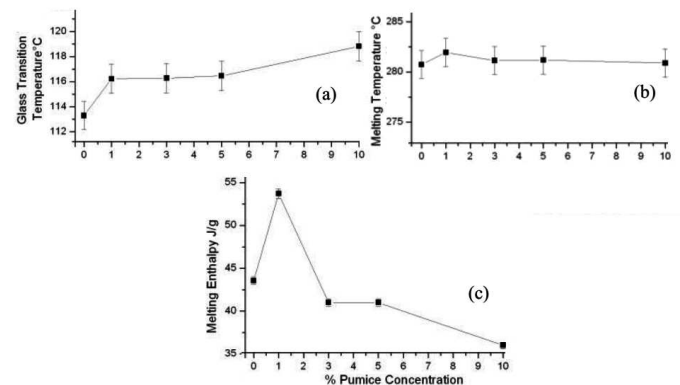 Glass Transition
Temperature°C
120
118
116
114
112
(a)
0 1 2 3 4 5 6 7 8 9 10
Melting Temperature °C
285
280
275
(b)
0 1 2 3 4 5 6 7 8 9 10
Melting Enthalpy J/g
55
45
40
35
(c)
0 1 2 3 4 5 6 7 8 9 10
% Pumice Concentration